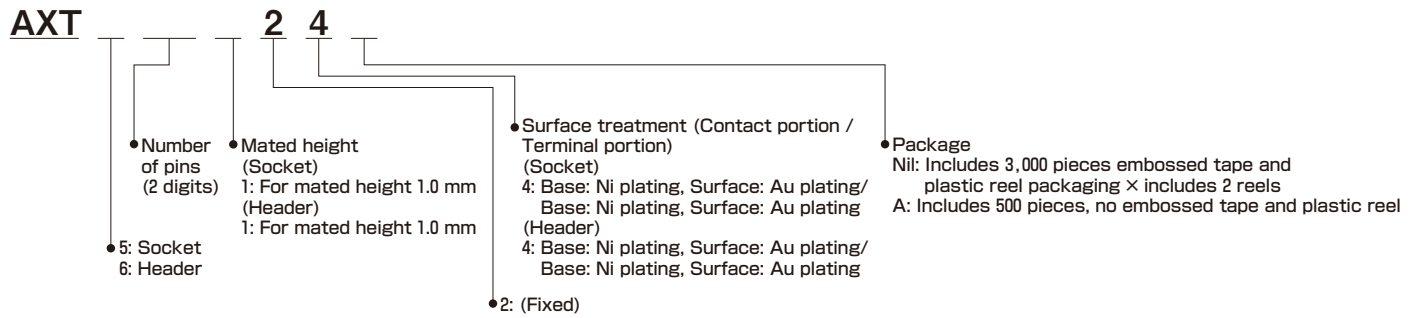 AXT 2 4
Number
of pins
(2 digits)
5: Socket
6: Header
Mated height
(Socket)
1: For mated height 1.0 mm
(Header)
1: For mated height 1.0 mm
2: (Fixed)
Surface treatment (Contact portion /
Terminal portion)
(Socket)
4: Base: Ni plating, Surface: Au plating/
Base: Ni plating, Surface: Au plating
(Header)
4: Base: Ni plating, Surface: Au plating/
Base: Ni plating, Surface: Au plating
Package
Nil: Includes 3,000 pieces embossed tape and
plastic reel packaging × includes 2 reels
A: Includes 500 pieces, no embossed tape and plastic reel